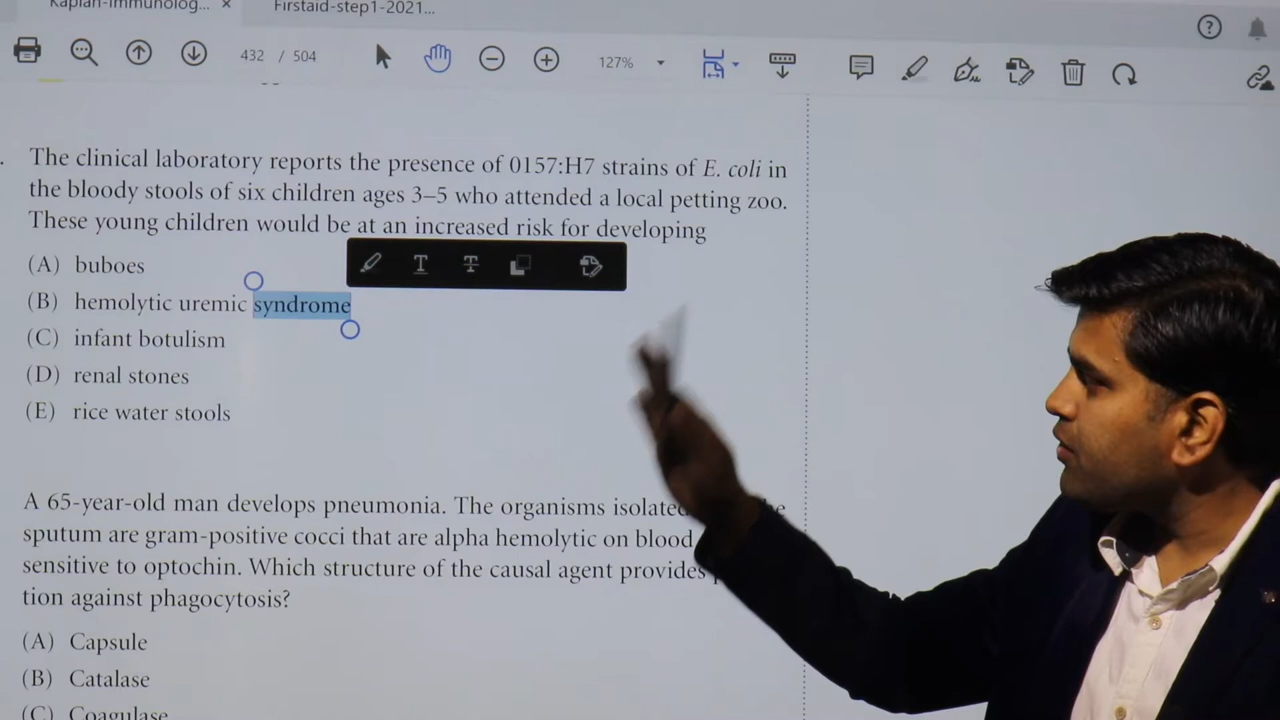 Kaplan-Immunolog... ×
Firstaid-step1-2021...
432 / 504
127%
. The clinical laboratory reports the presence of 0157:H7 strains of E. coli in
the bloody stools of six children ages 3–5 who attended a local petting zoo.
These young children would be at an increased risk for developing
(A) buboes
(B) hemolytic uremic syndrome
(C) infant botulism
(D) renal stones
(E) rice water stools
A 65-year-old man develops pneumonia. The organisms isolated
sputum are gram-positive cocci that are alpha hemolytic on blood
sensitive to optochin. Which structure of the causal agent provides
tion against phagocytosis?
(A) Capsule
(B) Catalase
(C) Coagulase